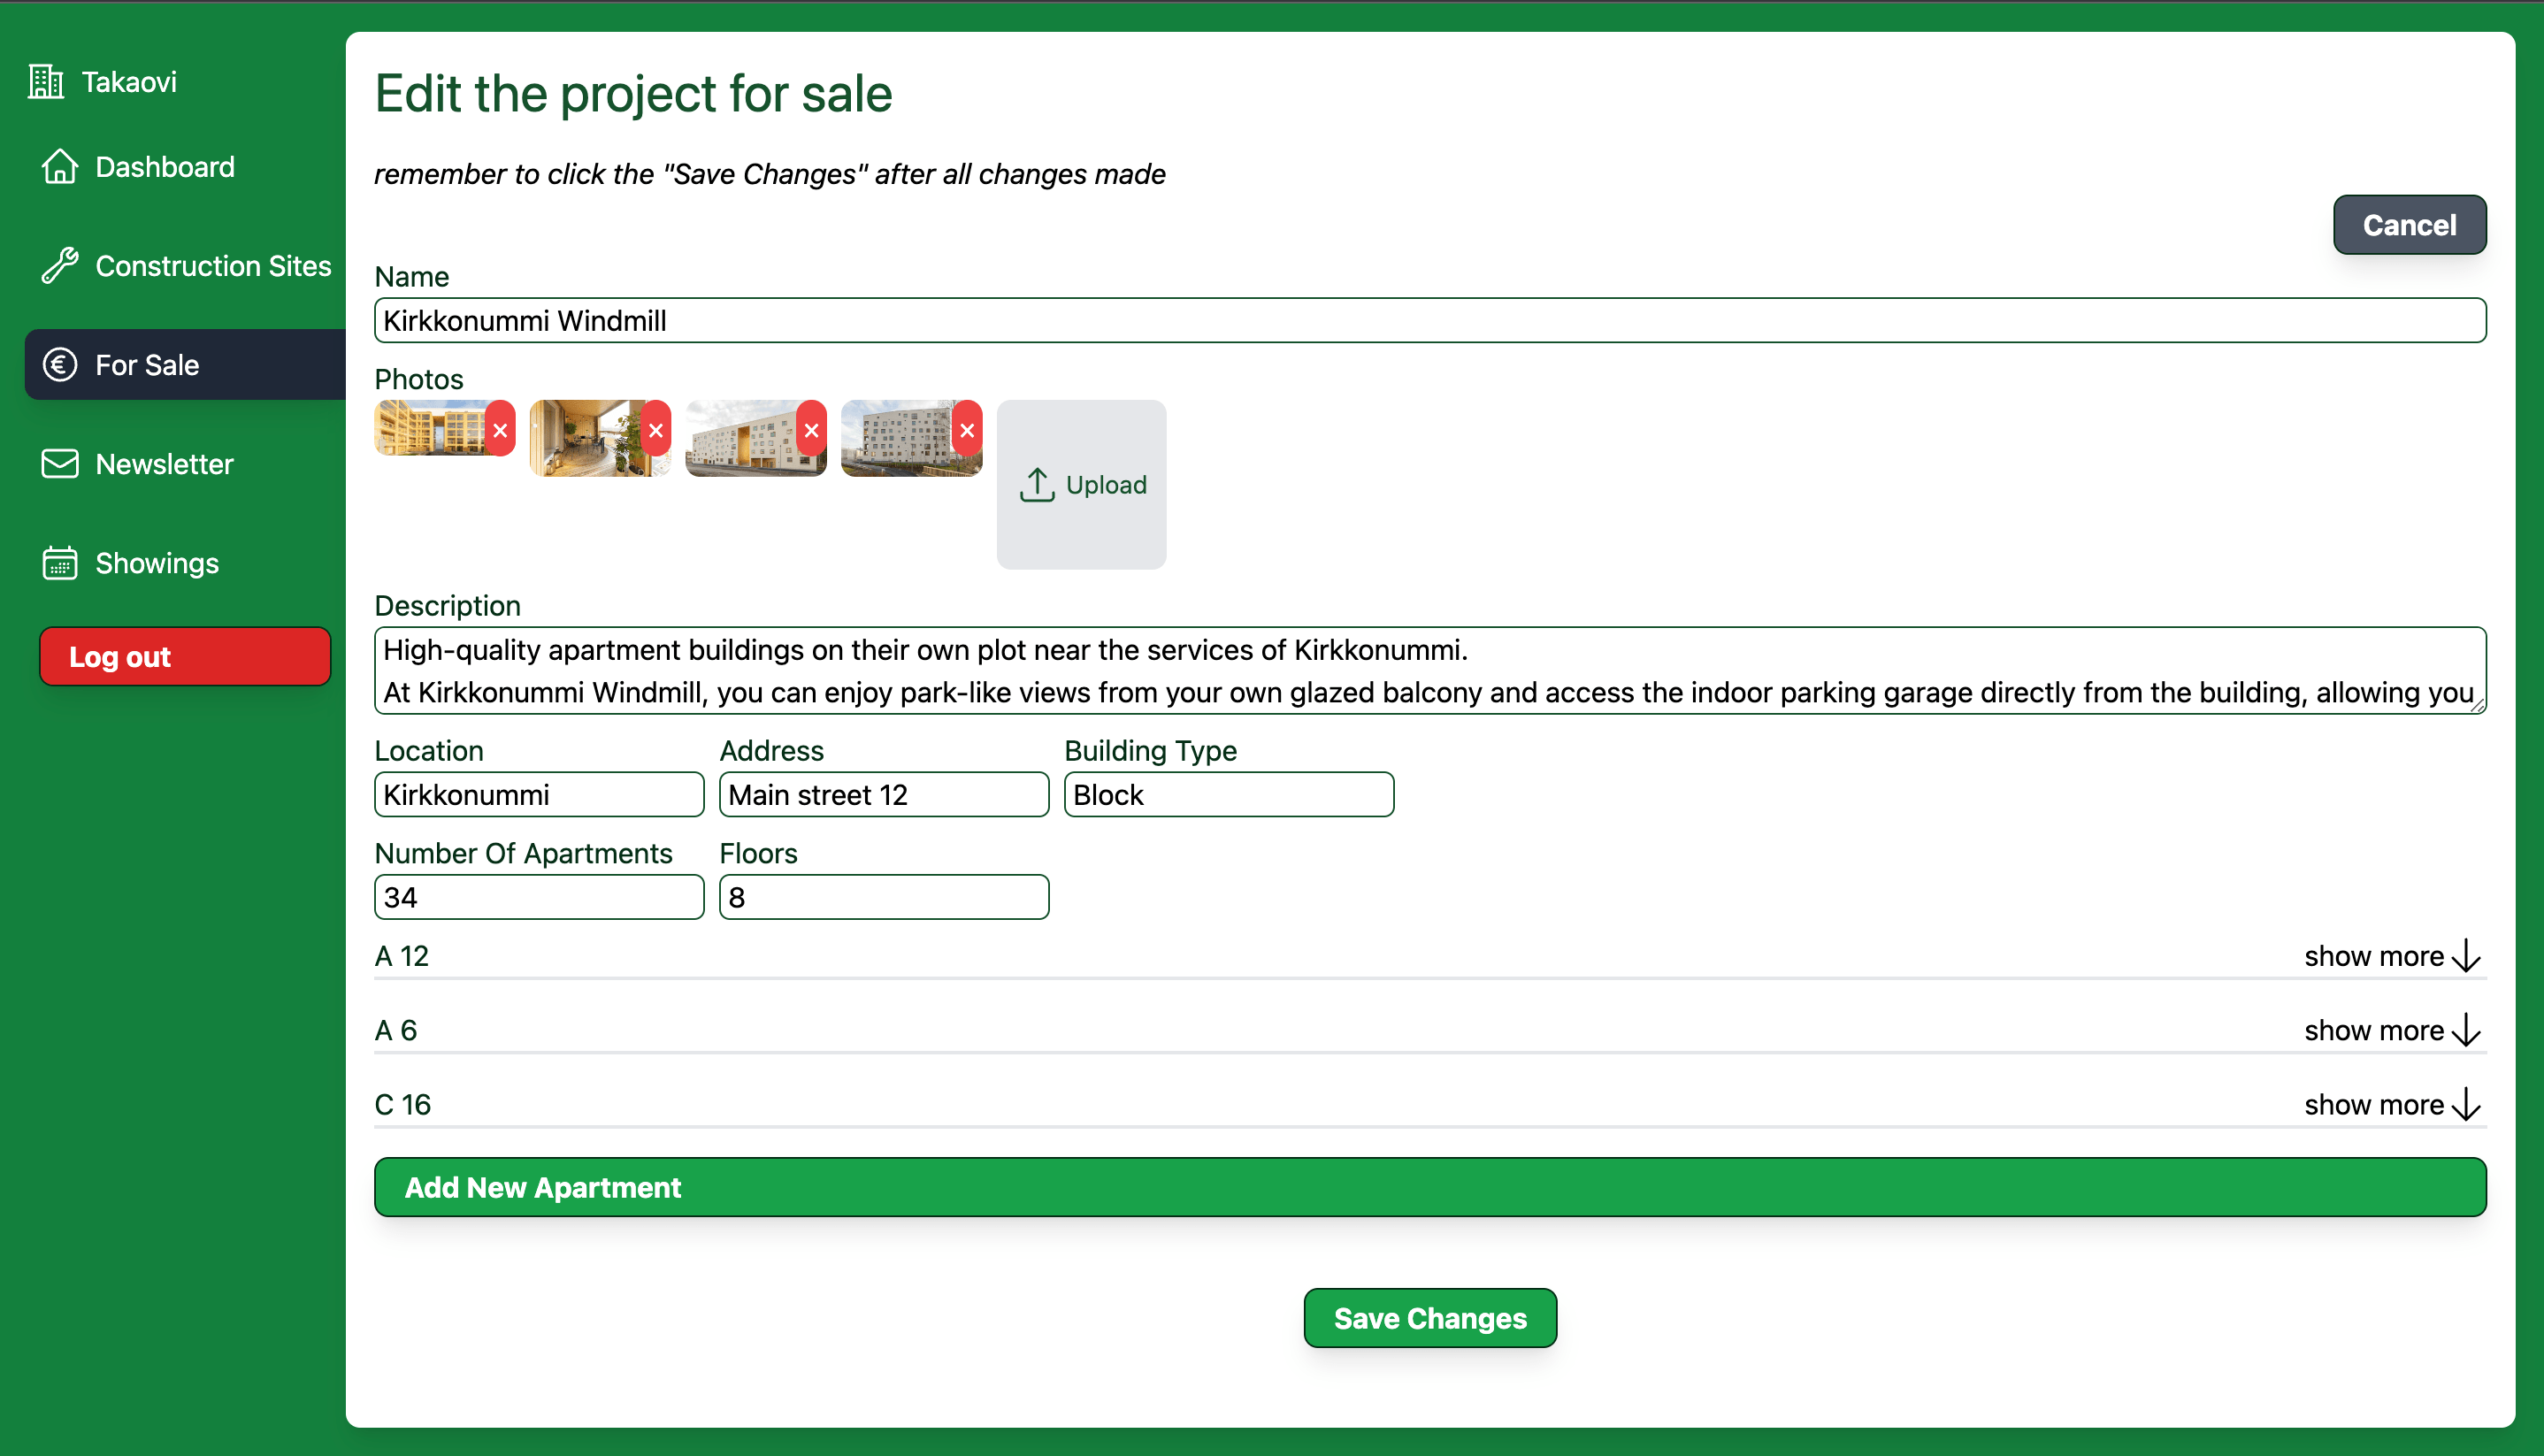 Takaovi
Dashboard
Construction Sites
For Sale
Newsletter
Showings
Log out
Edit the project for sale
remember to click the "Save Changes" after all changes made
Cancel
Name
Kirkkonummi Windmill
Photos
Upload
Description
High-quality apartment buildings on their own plot near the services of Kirkkonummi.
At Kirkkonummi Windmill, you can enjoy park-like views from your own glazed balcony and access the indoor parking garage directly from the building, allowing you
Location Address Building Type
Kirkkonummi Main street 12 Block
Number Of Apartments Floors
34 8
A 12 show more
A 6 show more
C 16 show more
Add New Apartment
Save Changes